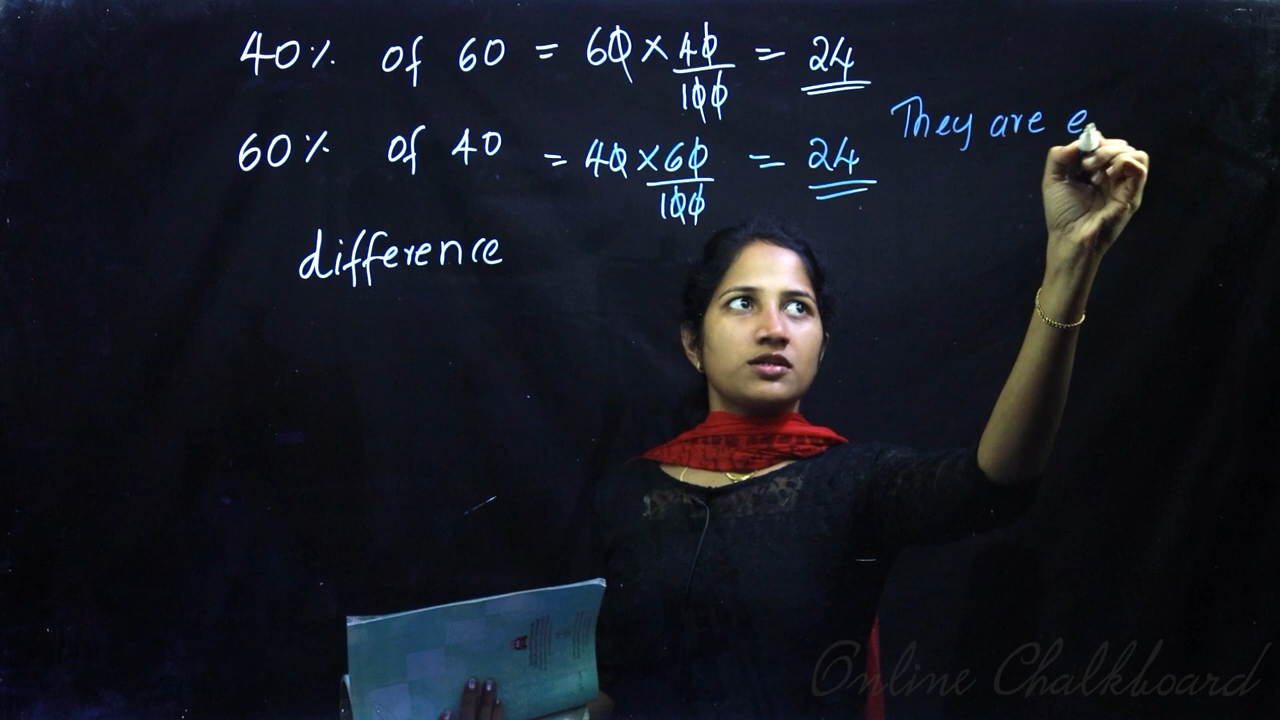 40% of 60 = 60 × 40/100 = 24
They are e
60% of 40 = 40 × 60/100 = 24
difference
Online Chalkboard